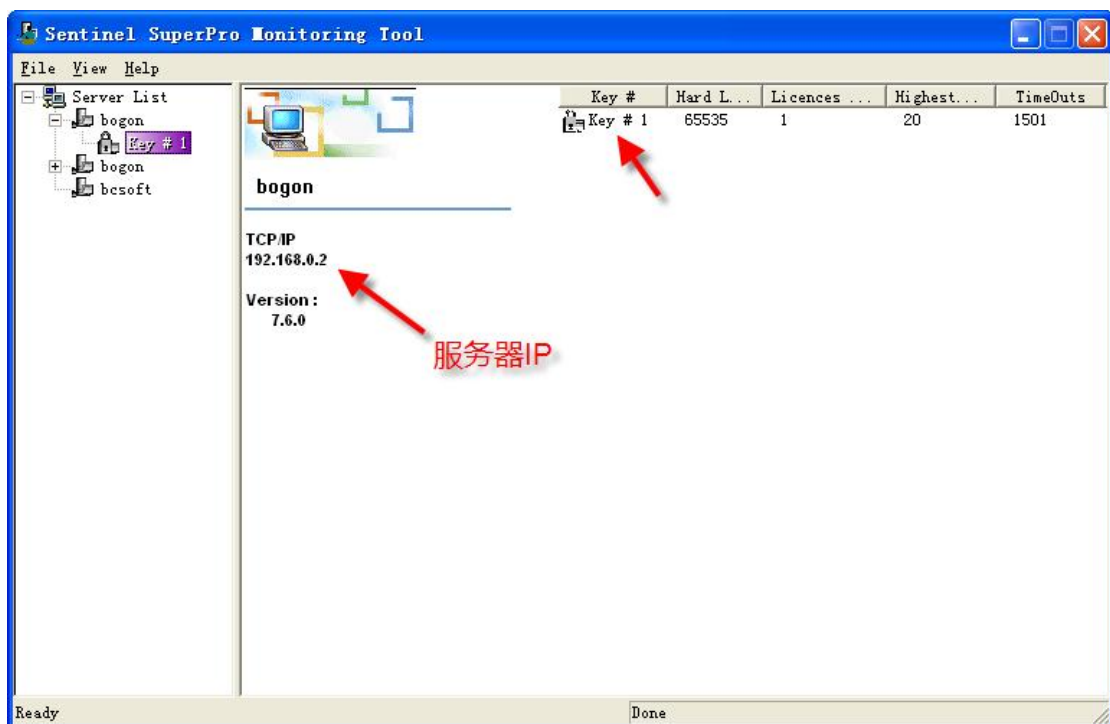 Sentinel SuperPro Monitoring Tool
File View Help
Server List
bogon
Key # 1
bogon
bcsoft
bogon
TCP/IP
192.168.0.2
Version :
7.6.0
服务器IP
Key # Hard L... Licences ... Highest... TimeOuts
Key # 1 65535 1 20 1501
Ready Done